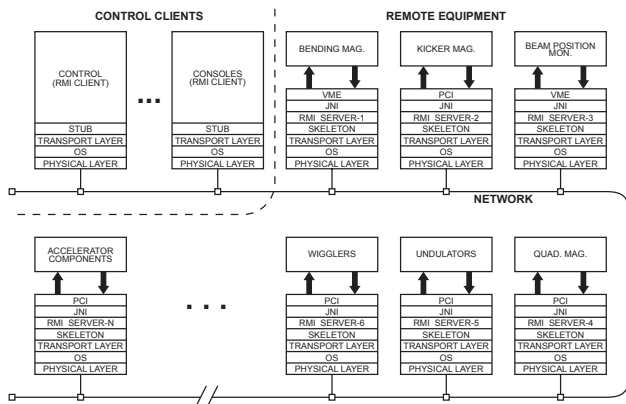 CONTROL CLIENTS
REMOTE EQUIPMENT
CONTROL
(RMI CLIENT)
STUB
TRANSPORT LAYER
OS
PHYSICAL LAYER
...
CONSOLES
(RMI CLIENT)
STUB
TRANSPORT LAYER
OS
PHYSICAL LAYER
BENDING MAG.
VME
JNI
RMI SERVER-1
SKELETON
TRANSPORT LAYER
OS
PHYSICAL LAYER
KICKER MAG.
PCI
JNI
RMI SERVER-2
SKELETON
TRANSPORT LAYER
OS
PHYSICAL LAYER
BEAM POSITION
MON.
VME
JNI
RMI SERVER-3
SKELETON
TRANSPORT LAYER
OS
PHYSICAL LAYER
NETWORK
ACCELERATOR
COMPONENTS
PCI
JNI
RMI SERVER-N
SKELETON
TRANSPORT LAYER
OS
PHYSICAL LAYER
. . .
WIGGLERS
PCI
JNI
RMI SERVER-6
SKELETON
TRANSPORT LAYER
OS
PHYSICAL LAYER
UNDULATORS
PCI
JNI
RMI SERVER-5
SKELETON
TRANSPORT LAYER
OS
PHYSICAL LAYER
QUAD. MAG.
PCI
JNI
RMI SERVER-4
SKELETON
TRANSPORT LAYER
OS
PHYSICAL LAYER